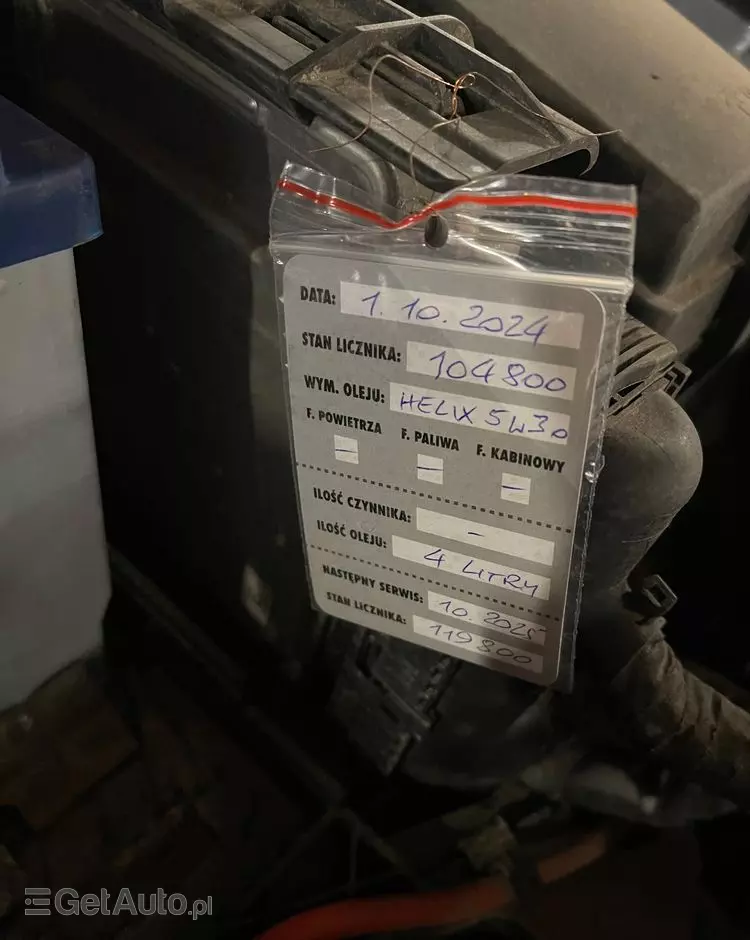 DATA: 1.10.2024
STAN LICZNIKA: 104800
WYM. OLEJU: HELIX 5W30
F. POWIETRZA F. PALIWA F. KABINOWY
- - -
ILOŚĆ CZYNNIKA: -
ILOŚĆ OLEJU: 4 LITRY
NASTĘPNY SERWIS: 10.2025
STAN LICZNIKA: 119800
GetAuto.pl